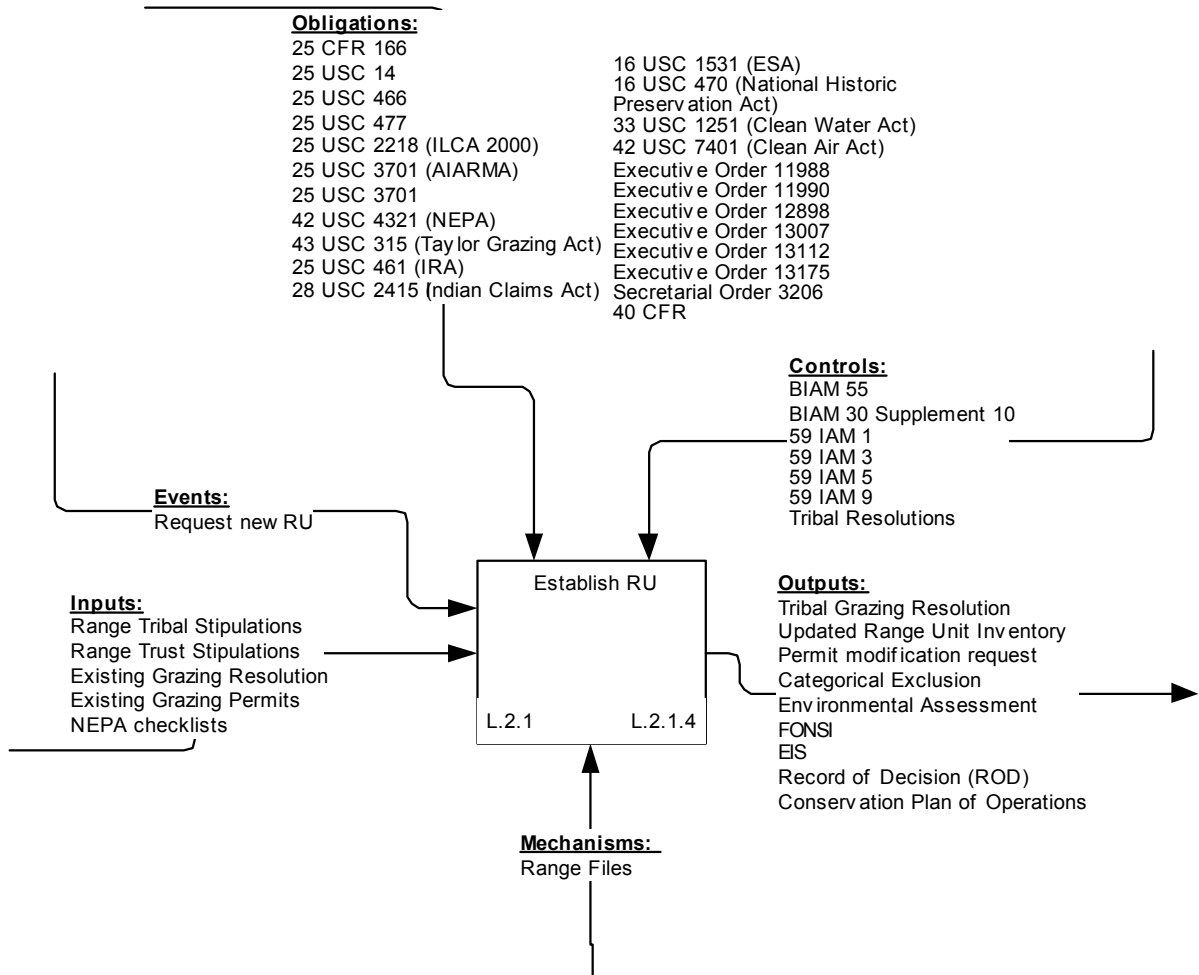 Obligations:
25 CFR 166
25 USC 14
25 USC 466
25 USC 477
25 USC 2218 (ILCA 2000)
25 USC 3701 (AIARMA)
25 USC 3701
42 USC 4321 (NEPA)
43 USC 315 (Taylor Grazing Act)
25 USC 461 (IRA)
28 USC 2415 (Indian Claims Act)
16 USC 1531 (ESA)
16 USC 470 (National Historic
Preservation Act)
33 USC 1251 (Clean Water Act)
42 USC 7401 (Clean Air Act)
Executive Order 11988
Executive Order 11990
Executive Order 12898
Executive Order 13007
Executive Order 13112
Executive Order 13175
Secretarial Order 3206
40 CFR
Controls:
BIAM 55
BIAM 30 Supplement 10
59 IAM 1
59 IAM 3
59 IAM 5
59 IAM 9
Tribal Resolutions
Events:
Request new RU
Inputs:
Range Tribal Stipulations
Range Trust Stipulations
Existing Grazing Resolution
Existing Grazing Permits
NEPA checklists
Establish RU
L.2.1 L.2.1.4
Outputs:
Tribal Grazing Resolution
Updated Range Unit Inventory
Permit modification request
Categorical Exclusion
Environmental Assessment
FONSI
EIS
Record of Decision (ROD)
Conservation Plan of Operations
Mechanisms:
Range Files